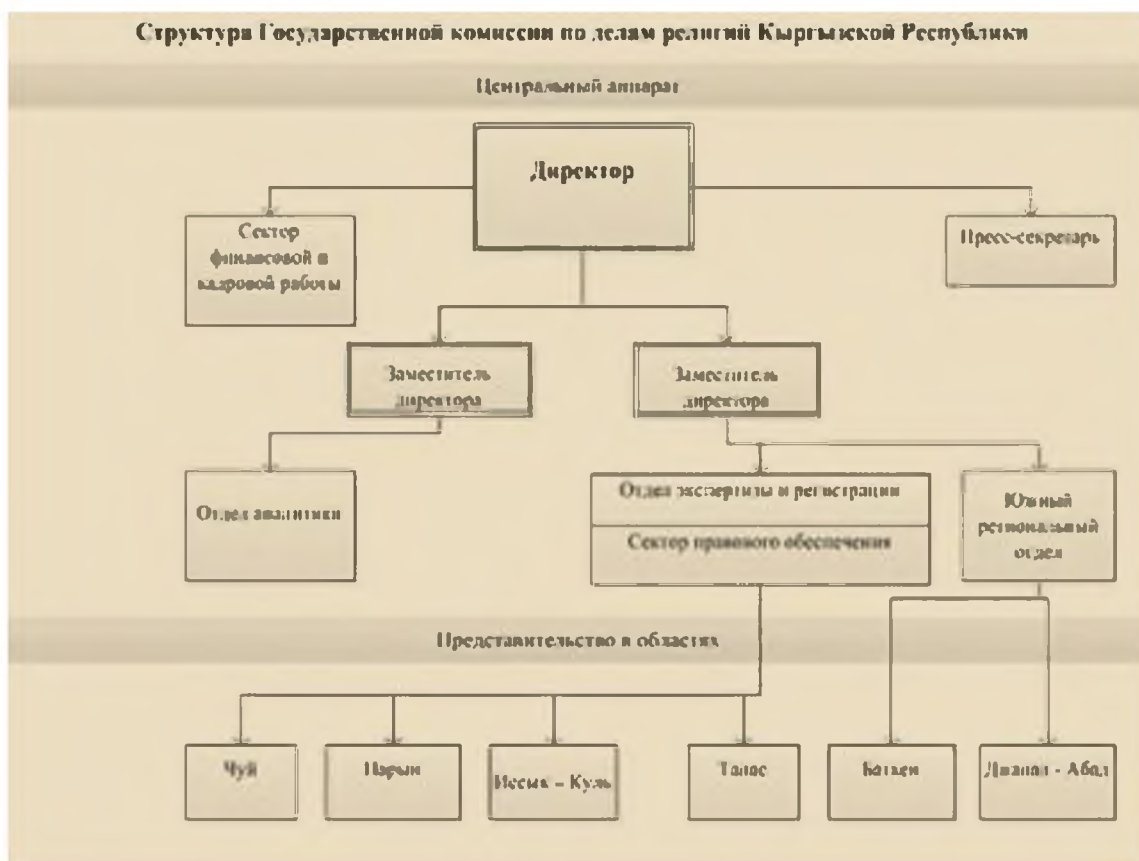 Структура Государственной комиссии по делам религий Кыргызской Республики
Центральный аппарат
Директор
Сектор
финансовой и
кадровой работы
Пресс-секретарь
Заместитель
директора
Заместитель
директора
Отдел аналитики
Отдел экспертизы и регистрации
Сектор правового обеспечения
Южный
региональный
отдел
Представительство в областях
Чуй
Нарын
Иссык – Куль
Талас
Баткен
Джалал - Абад